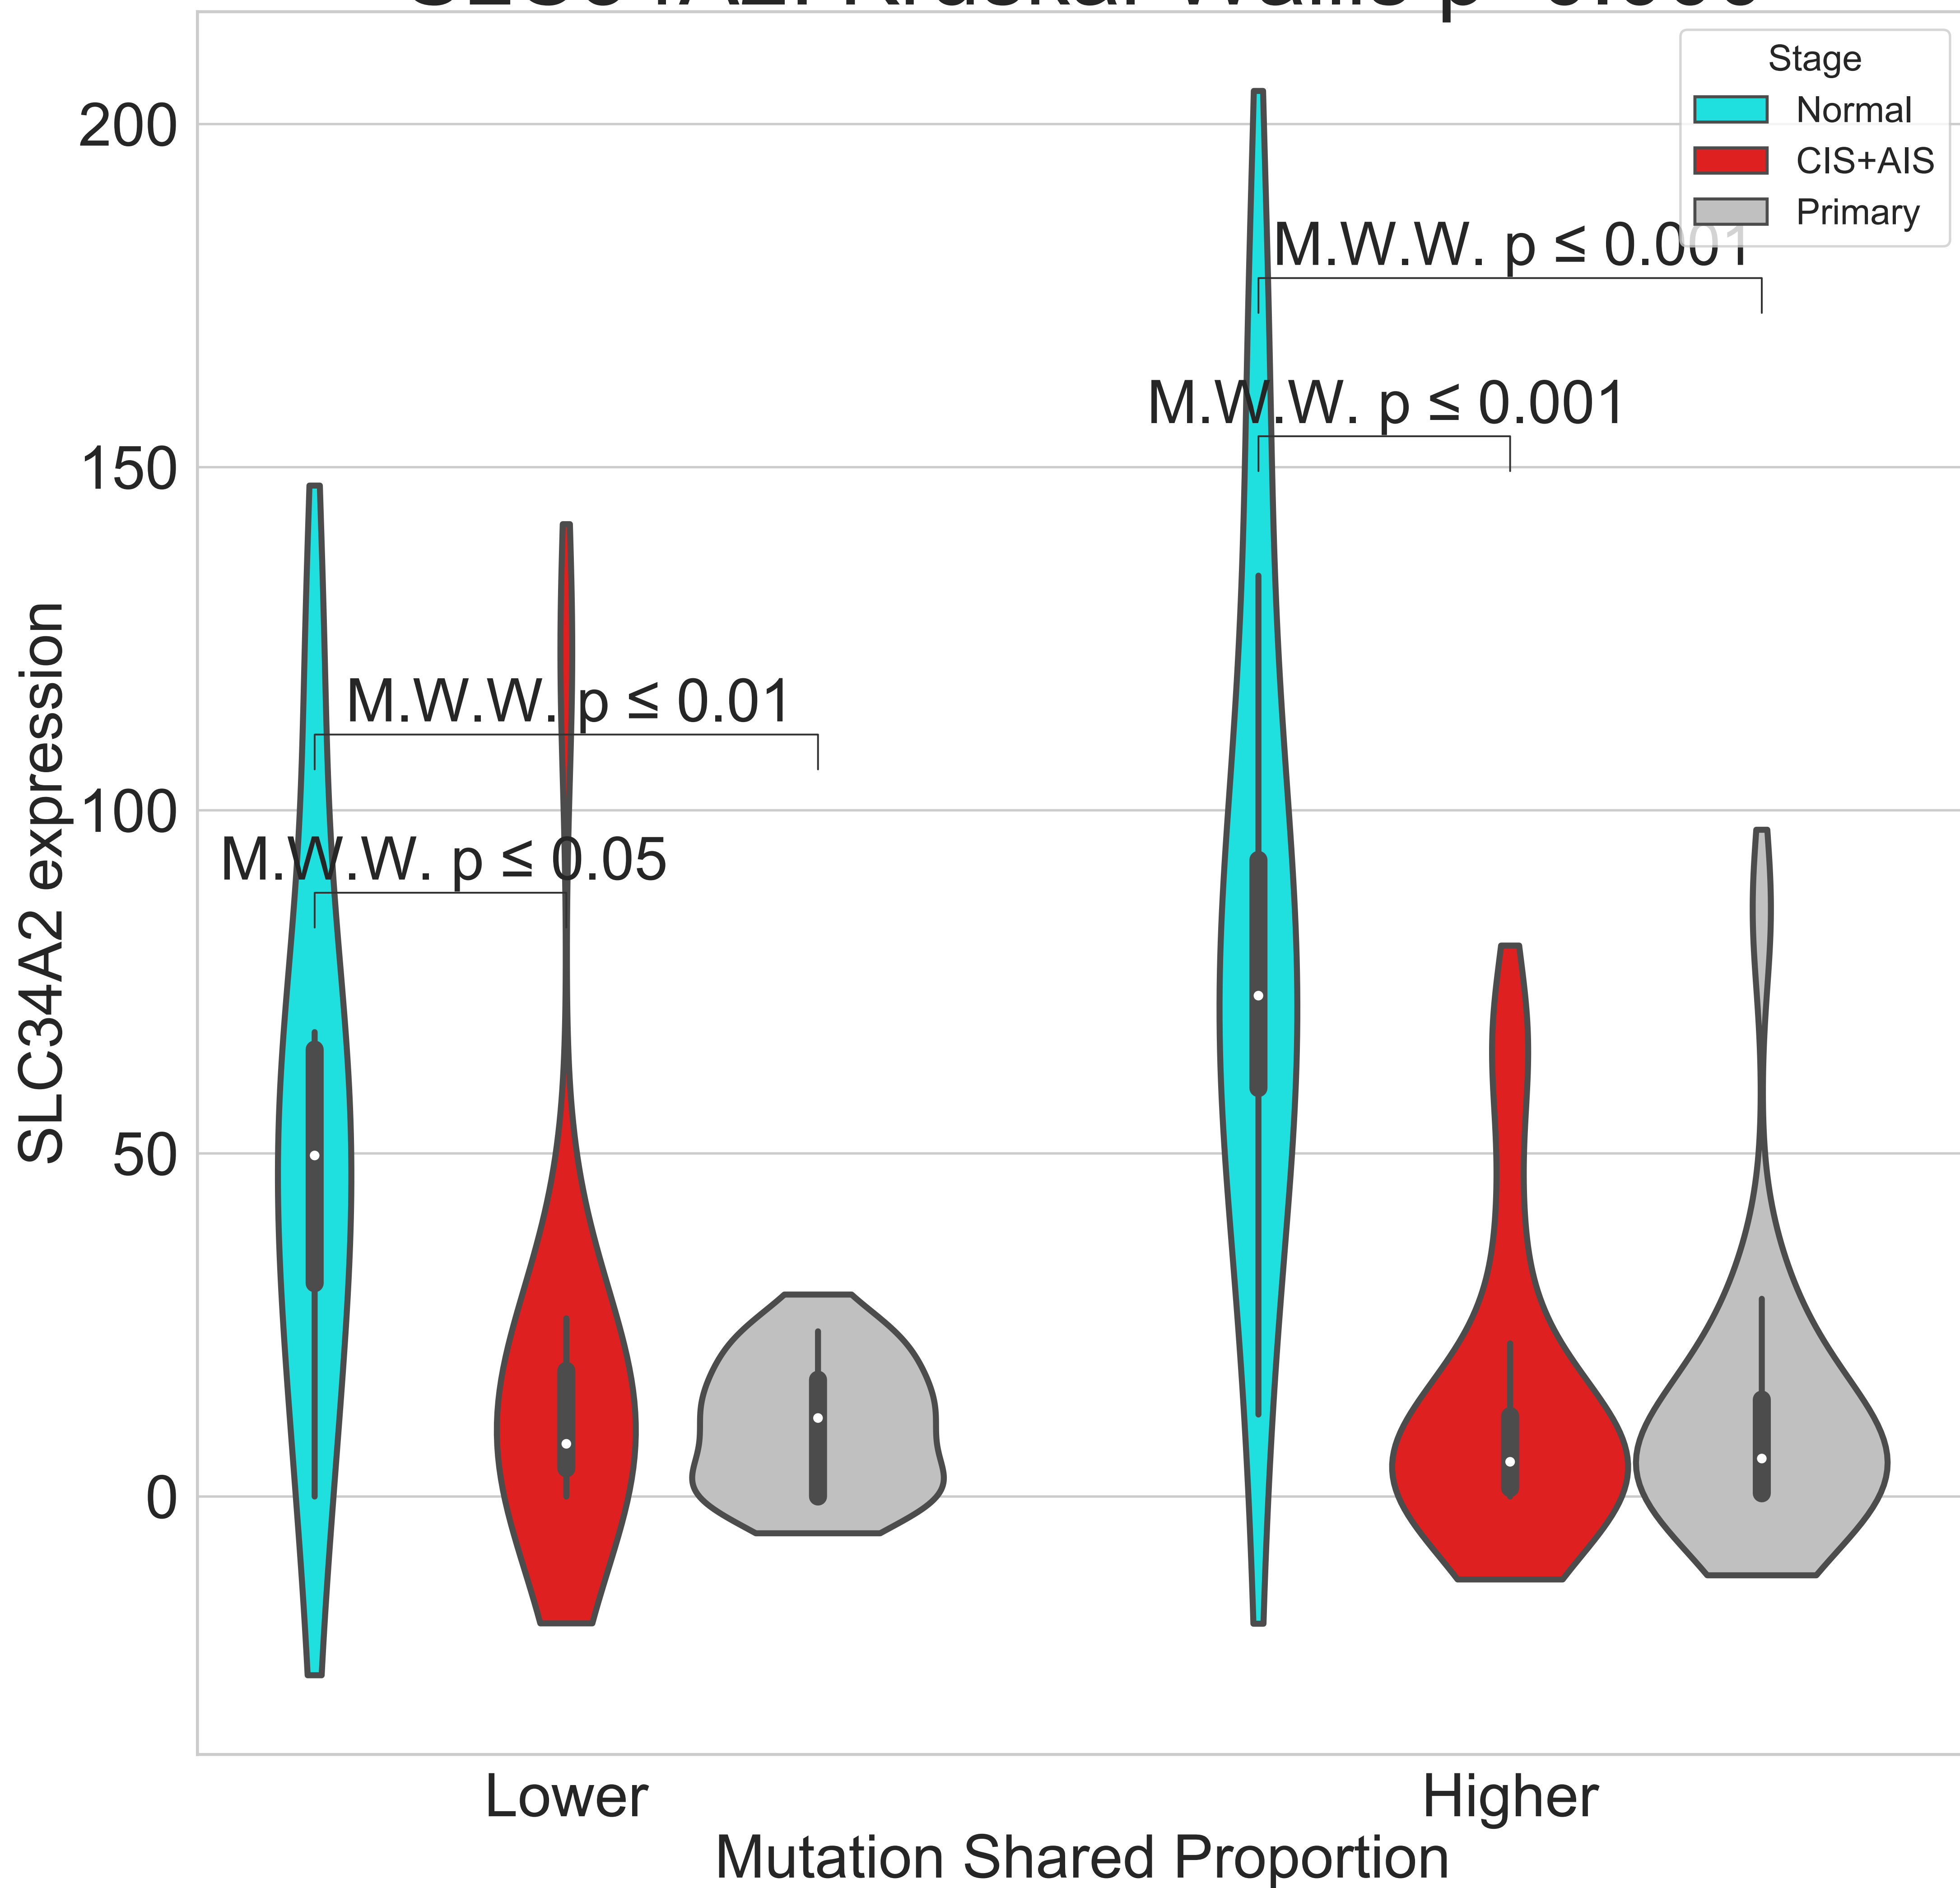 200
150
100
50
0
SLC34A2 expression
Stage
Normal
CIS+AIS
Primary
M.W.W. p ≤ 0.001
M.W.W. p ≤ 0.001
M.W.W. p ≤ 0.01
M.W.W. p ≤ 0.05
Lower
Higher
Mutation Shared Proportion